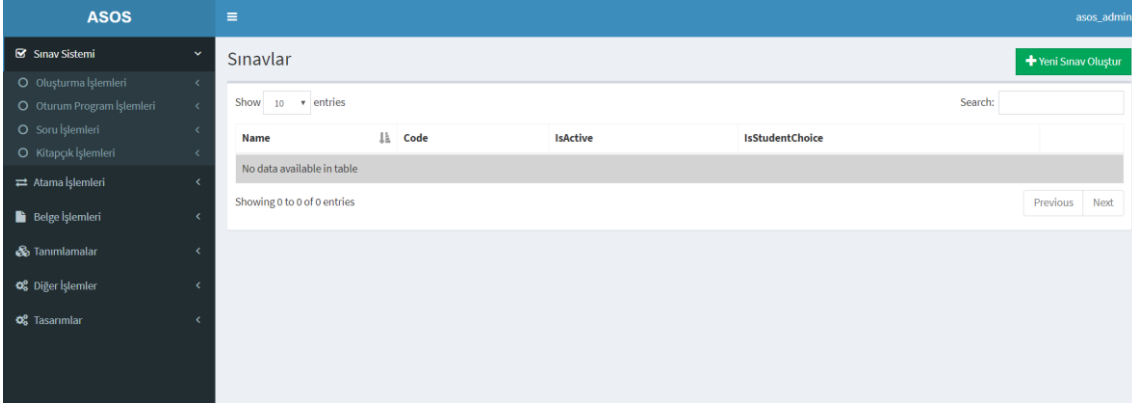 ASOS
asos_admin
Sınav Sistemi
Oluşturma İşlemleri
Oturum Program İşlemleri
Soru İşlemleri
Kitapçık İşlemleri
Atama İşlemleri
Belge İşlemleri
Tanımlamalar
Diğer İşlemler
Tasarımlar
Sınavlar
Yeni Sınav Oluştur
Show 10 entries
Search:
Name Code IsActive IsStudentChoice
No data available in table
Showing 0 to 0 of 0 entries
Previous Next